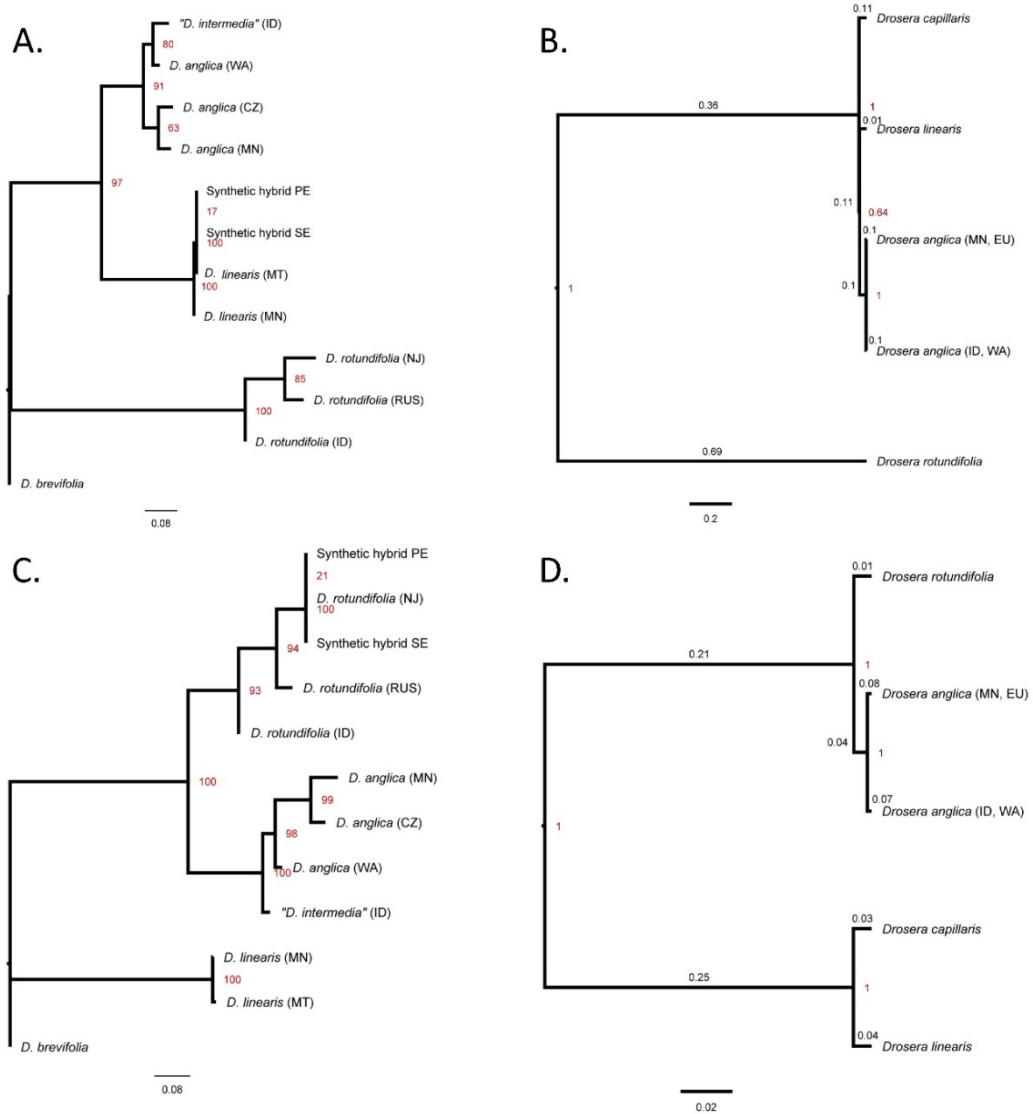 A.
"D. intermedia" (ID)
80
D. anglica (WA)
91
D. anglica (CZ)
63
D. anglica (MN)
97
Synthetic hybrid PE
17
Synthetic hybrid SE
100
D. linearis (MT)
100
D. linearis (MN)
D. rotundifolia (NJ)
85
D. rotundifolia (RUS)
100
D. rotundifolia (ID)
D. brevifolia
0.08
B.
0.11
Drosera capillaris
0.36
1
0.01
Drosera linearis
0.11
0.64
0.1
Drosera anglica (MN, EU)
0.1
1
1
0.1
Drosera anglica (ID, WA)
0.69
Drosera rotundifolia
0.2
C.
Synthetic hybrid PE
21
D. rotundifolia (NJ)
100
Synthetic hybrid SE
94
D. rotundifolia (RUS)
93
D. rotundifolia (ID)
100
D. anglica (MN)
99
D. anglica (CZ)
98
D. anglica (WA)
100
"D. intermedia" (ID)
D. linearis (MN)
100
D. linearis (MT)
D. brevifolia
0.08
D.
0.01
Drosera rotundifolia
0.21
1
0.08
Drosera anglica (MN, EU)
0.04
1
0.07
Drosera anglica (ID, WA)
1
0.03
Drosera capillaris
0.25
1
0.04
Drosera linearis
0.02